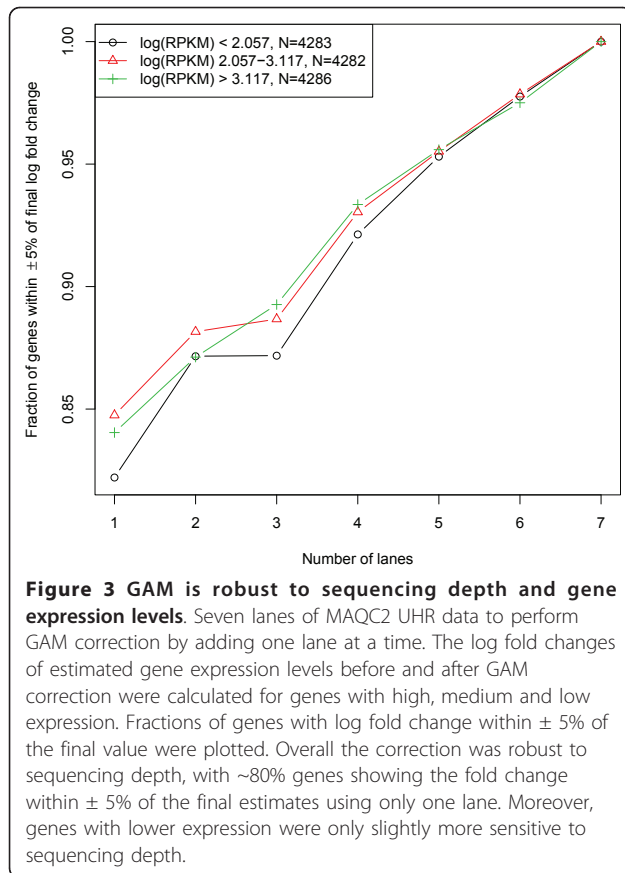 log(RPKM) < 2.057, N=4283
log(RPKM) 2.057−3.117, N=4282
log(RPKM) > 3.117, N=4286
Fraction of genes within ±5% of final log fold change
1.00
0.95
0.90
0.85
1 2 3 4 5 6 7
Number of lanes
Figure 3 GAM is robust to sequencing depth and gene
expression levels. Seven lanes of MAQC2 UHR data to perform
GAM correction by adding one lane at a time. The log fold changes
of estimated gene expression levels before and after GAM
correction were calculated for genes with high, medium and low
expression. Fractions of genes with log fold change within ± 5% of
the final value were plotted. Overall the correction was robust to
sequencing depth, with ~80% genes showing the fold change
within ± 5% of the final estimates using only one lane. Moreover,
genes with lower expression were only slightly more sensitive to
sequencing depth.